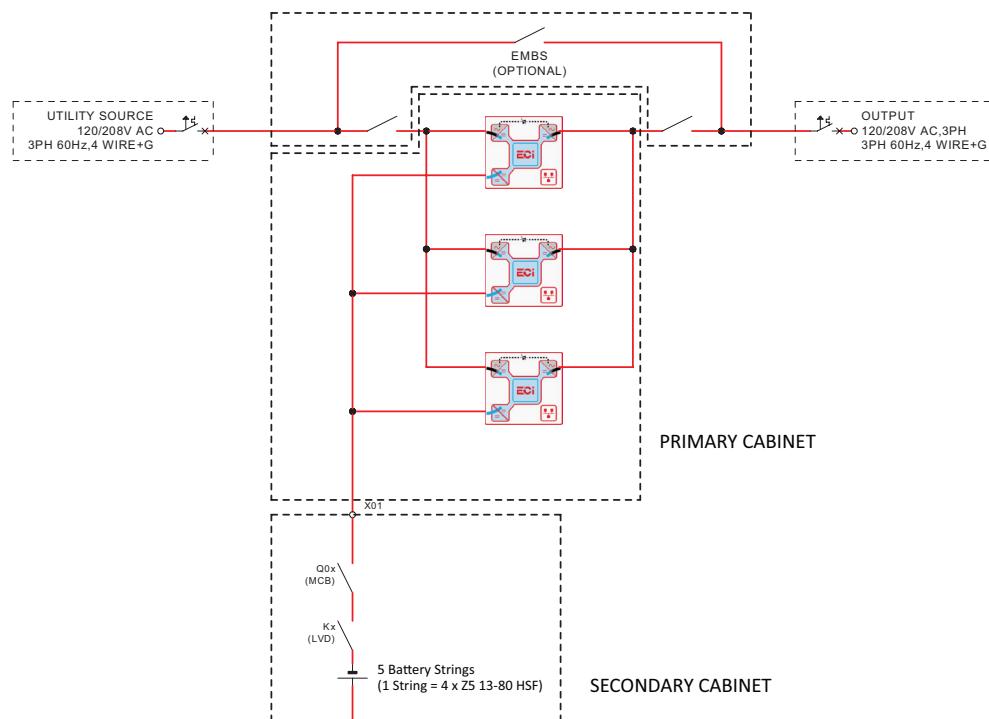 EMBS
(OPTIONAL)
UTILITY SOURCE
120/208V AC
3PH 60Hz,4 WIRE+G
OUTPUT
120/208V AC,3PH
3PH 60Hz,4 WIRE+G
ECi
ECi
ECi
PRIMARY CABINET
X01
Q0x
(MCB)
Kx
(LVD)
5 Battery Strings
(1 String = 4 x Z5 13-80 HSF)
SECONDARY CABINET